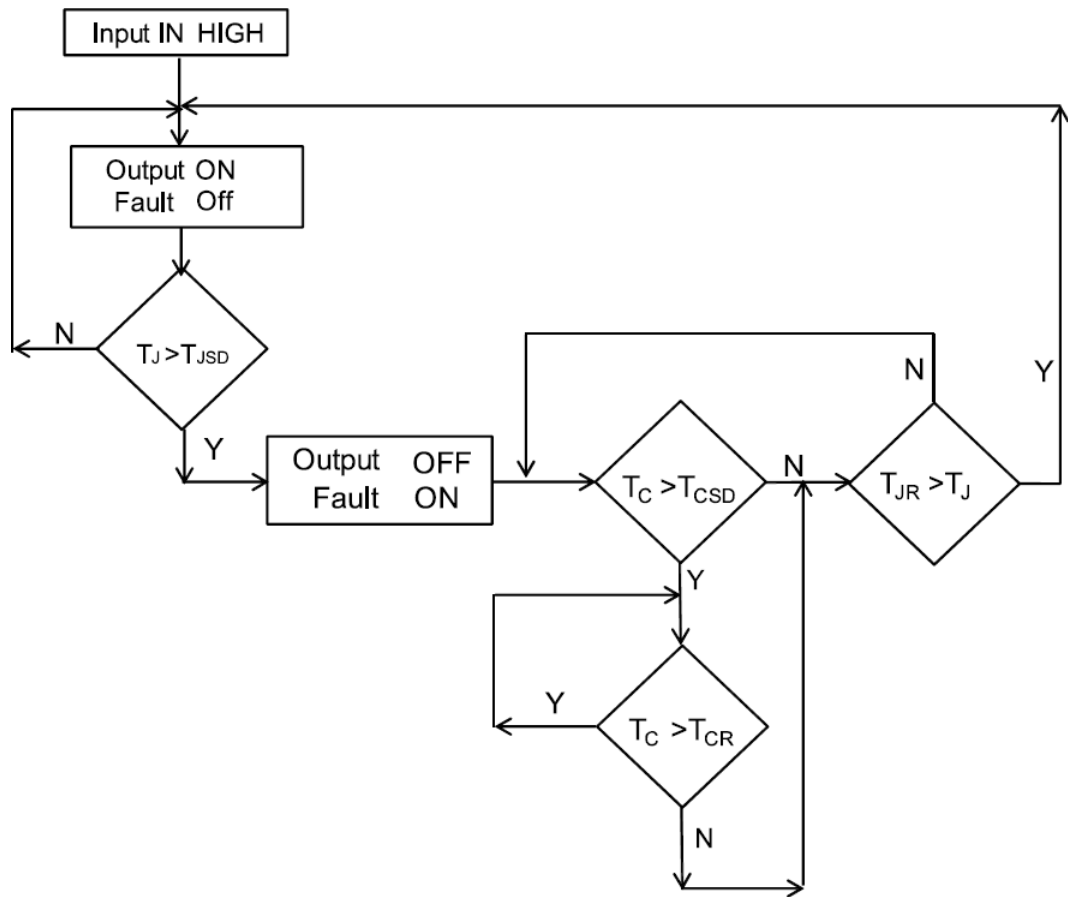 Input IN HIGH
Output ON
Fault Off
N
TJ >TJSD
Y
Output OFF
Fault ON
TC >TCSD
N
Y
N
TJR >TJ
Y
Y
TC >TCR
N